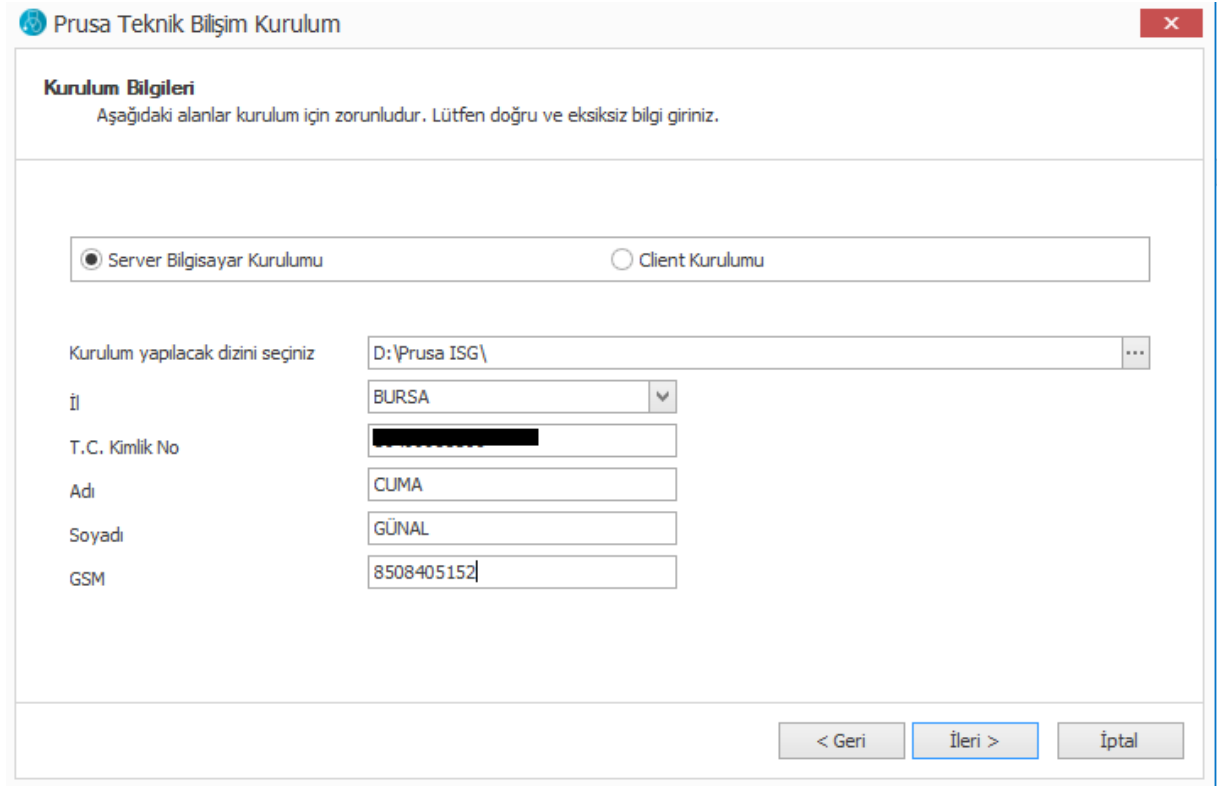 Prusa Teknik Bilişim Kurulum
Kurulum Bilgileri
Aşağıdaki alanlar kurulum için zorunludur. Lütfen doğru ve eksiksiz bilgi giriniz.
Server Bilgisayar Kurulumu Client Kurulumu
Kurulum yapılacak dizini seçiniz D:\Prusa ISG\ ...
İl BURSA
T.C. Kimlik No
Adı CUMA
Soyadı GÜNAL
GSM 8508405152
< Geri İleri > İptal